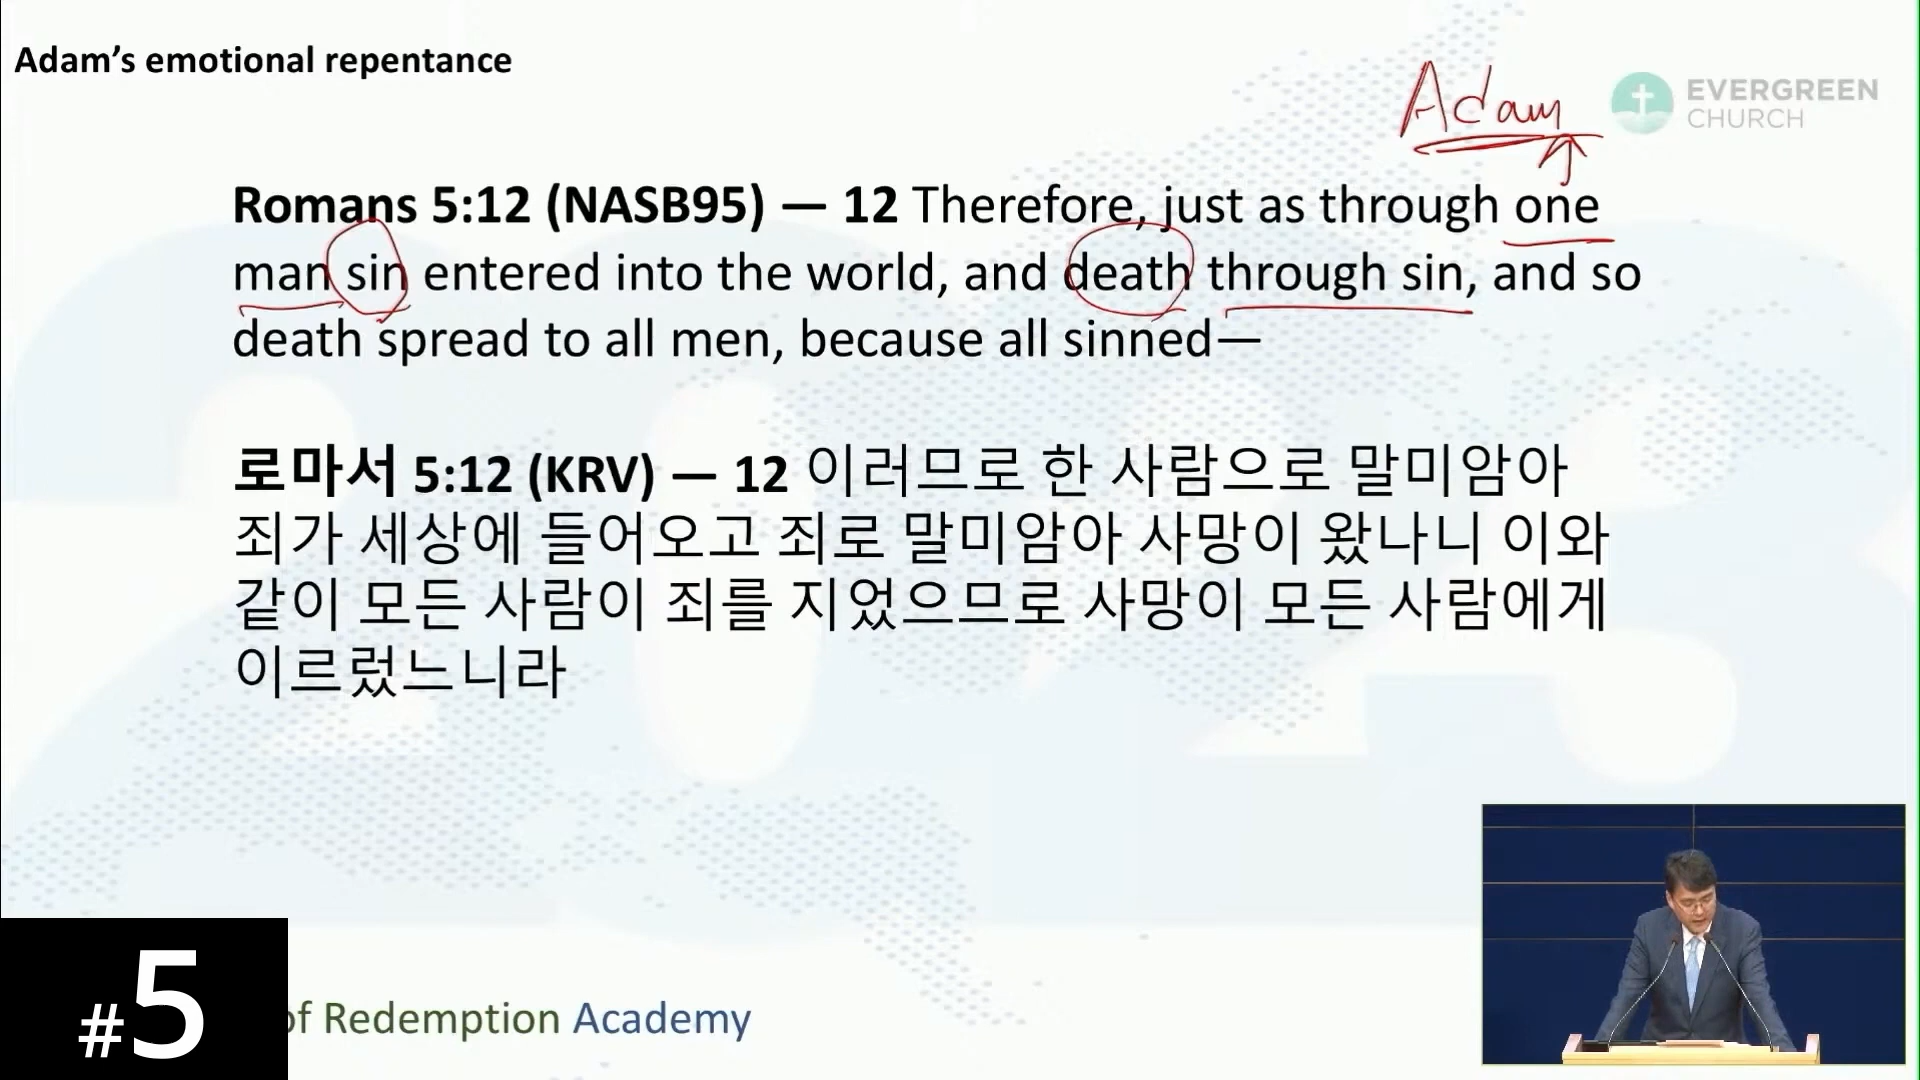 Adam’s emotional repentance
Adam
EVERGREEN
CHURCH
Romans 5:12 (NASB95) — 12 Therefore, just as through one
man sin entered into the world, and death through sin, and so
death spread to all men, because all sinned—
로마서 5:12 (KRV) — 12 이러므로 한 사람으로 말미암아
죄가 세상에 들어오고 죄로 말미암아 사망이 왔나니 이와
같이 모든 사람이 죄를 지었으므로 사망이 모든 사람에게
이르렀느니라
#5
of Redemption Academy